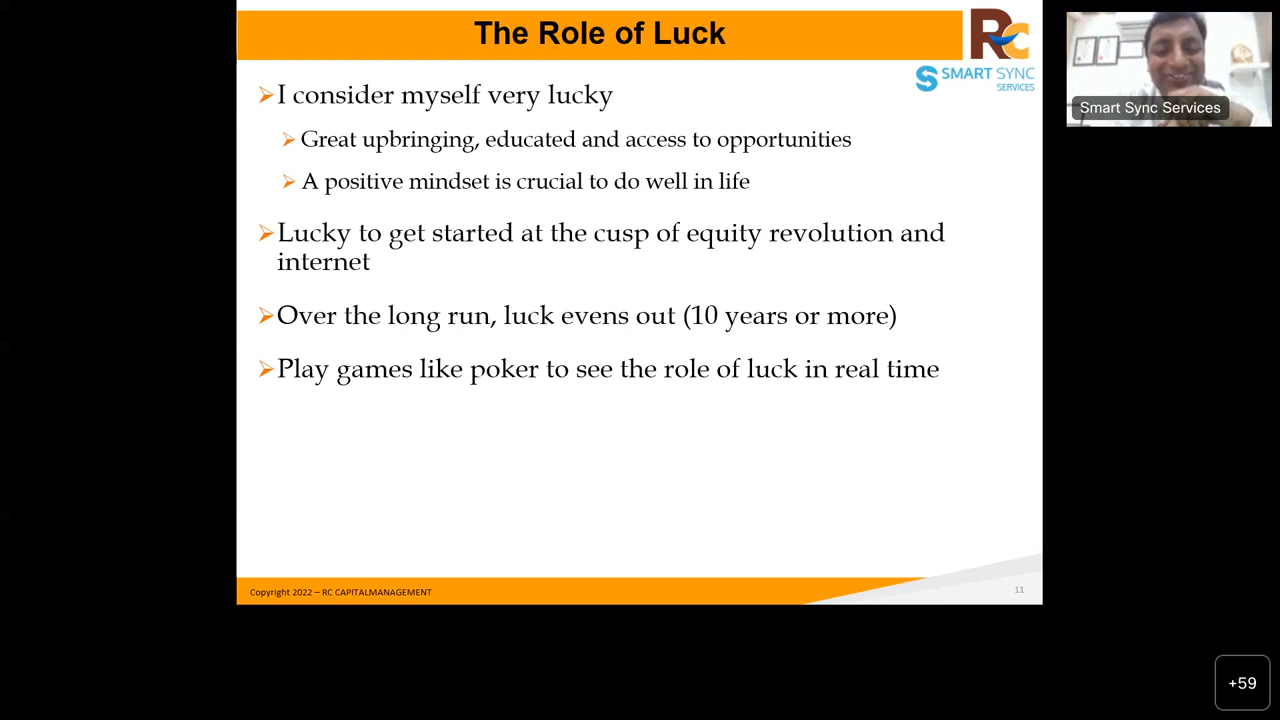 The Role of Luck
Rc
SMART SYNC
SERVICES
Smart Sync Services
I consider myself very lucky
Great upbringing, educated and access to opportunities
A positive mindset is crucial to do well in life
Lucky to get started at the cusp of equity revolution and
internet
Over the long run, luck evens out (10 years or more)
Play games like poker to see the role of luck in real time
Copyright 2022 – RC CAPITALMANAGEMENT
11
+59